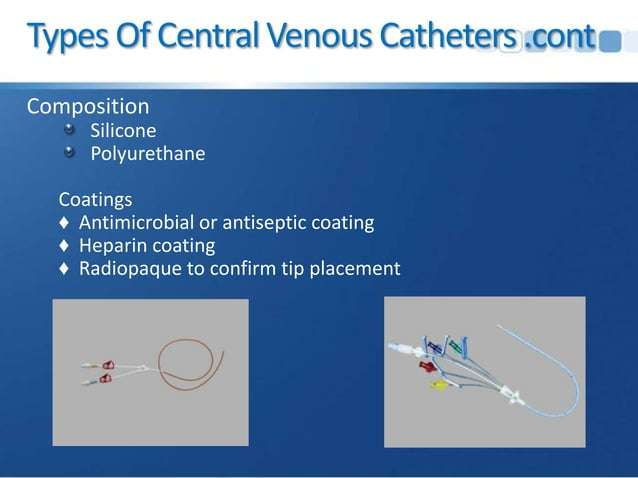 Types Of Central Venous Catheters .cont
Composition
Silicone
Polyurethane
Coatings
♦ Antimicrobial or antiseptic coating
♦ Heparin coating
♦ Radiopaque to confirm tip placement